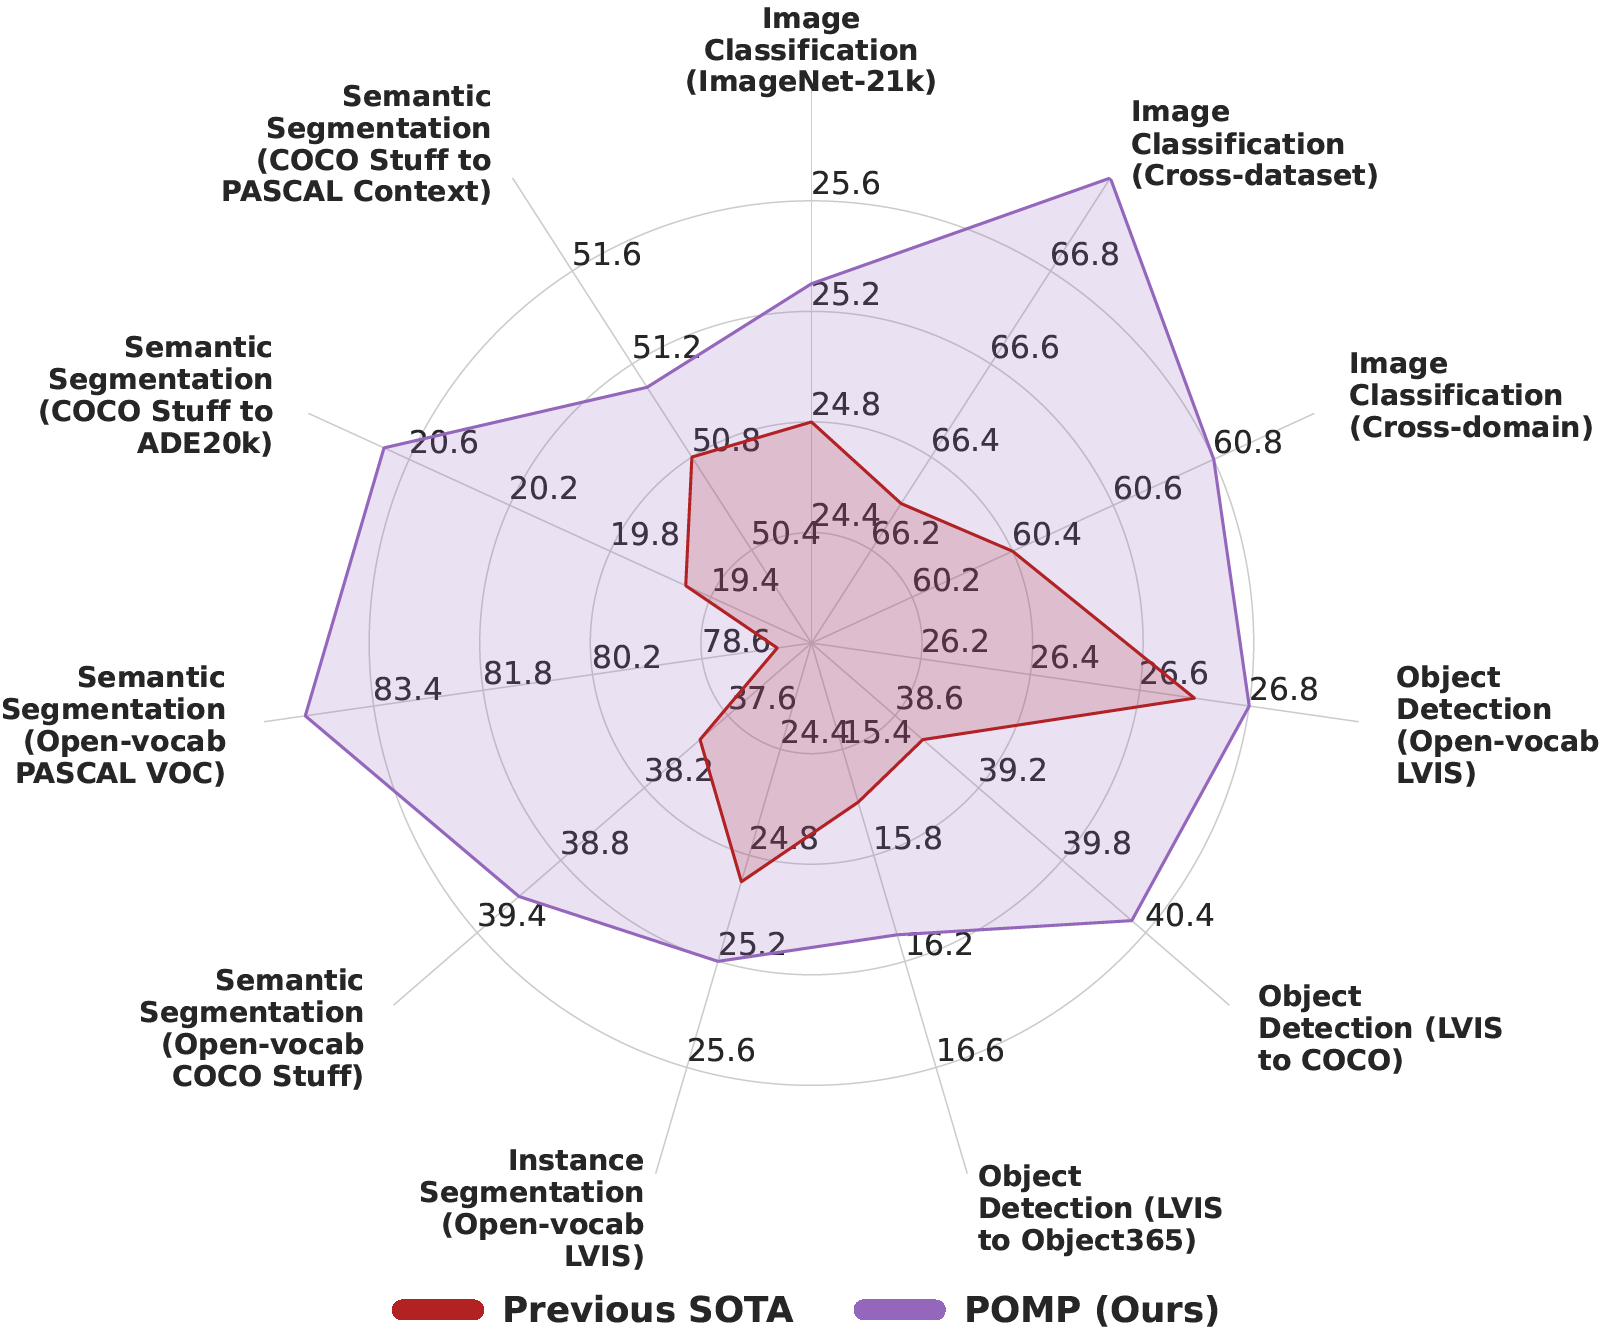 Image
Classification
(ImageNet-21k)
Image
Classification
(Cross-dataset)
Image
Classification
(Cross-domain)
Object
Detection
(Open-vocab
LVIS)
Object
Detection (LVIS
to COCO)
Object
Detection (LVIS
to Object365)
Instance
Segmentation
(Open-vocab
LVIS)
Semantic
Segmentation
(Open-vocab
COCO Stuff)
Semantic
Segmentation
(Open-vocab
PASCAL VOC)
Semantic
Segmentation
(COCO Stuff to
ADE20k)
Semantic
Segmentation
(COCO Stuff to
PASCAL Context)
25.6
25.2
24.8
24.4
66.8
66.6
66.4
66.2
60.8
60.6
60.4
60.2
26.2
26.4
26.6
26.8
38.6
39.2
39.8
40.4
15.4
15.8
16.2
16.6
24.4
24.8
25.2
25.6
37.6
38.2
38.8
39.4
78.6
80.2
81.8
83.4
19.4
19.8
20.2
20.6
50.4
50.8
51.2
51.6
Previous SOTA
POMP (Ours)